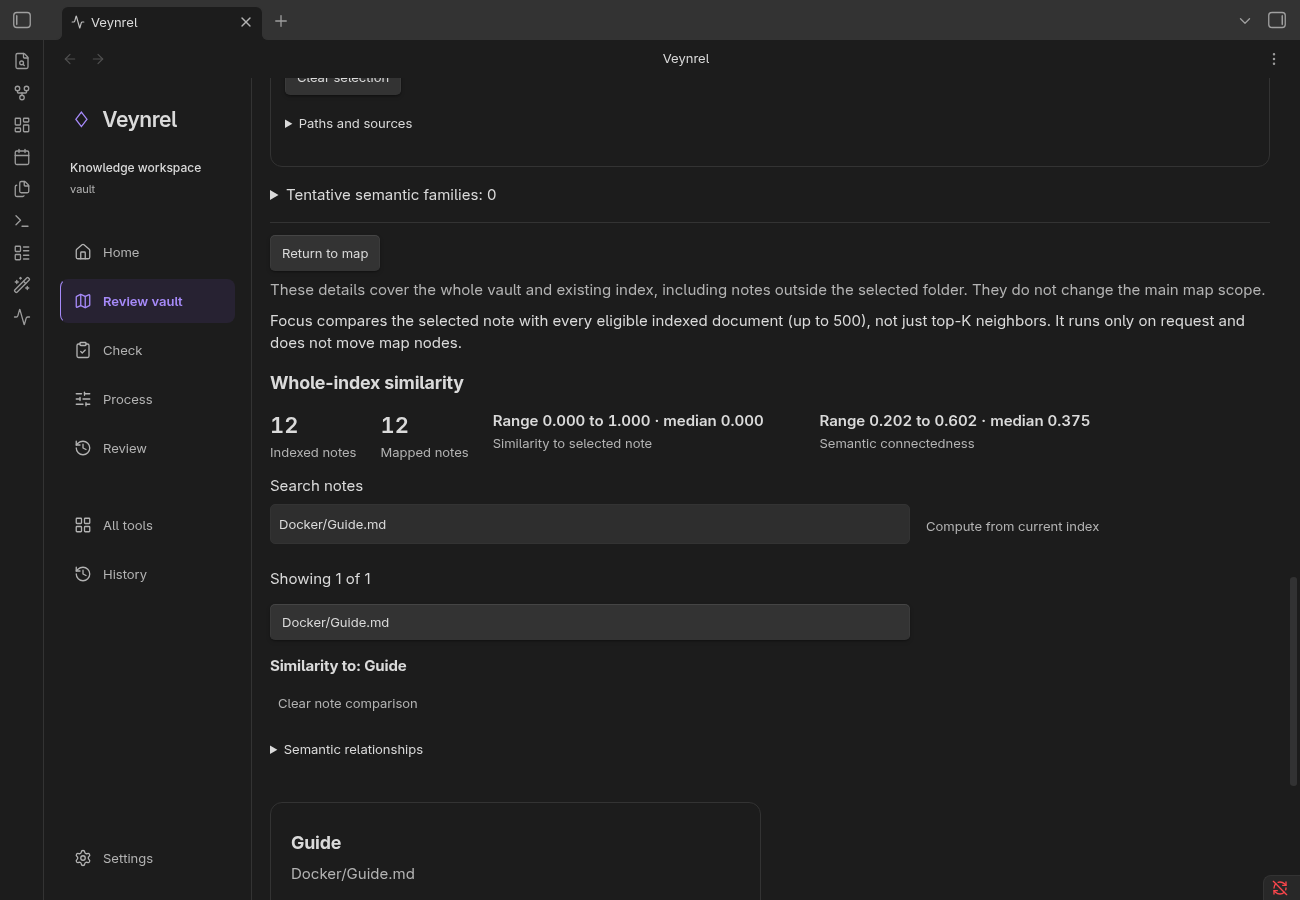 Veynrel
Veynrel
Veynrel
Knowledge workspace
vault
Home
Review vault
Check
Process
Review
All tools
History
Settings
Clear selection
Paths and sources
Tentative semantic families: 0
Return to map
These details cover the whole vault and existing index, including notes outside the selected folder. They do not change the main map scope.
Focus compares the selected note with every eligible indexed document (up to 500), not just top-K neighbors. It runs only on request and
does not move map nodes.
Whole-index similarity
12
Indexed notes
12
Mapped notes
Range 0.000 to 1.000 · median 0.000
Similarity to selected note
Range 0.202 to 0.602 · median 0.375
Semantic connectedness
Search notes
Docker/Guide.md
Compute from current index
Showing 1 of 1
Docker/Guide.md
Similarity to: Guide
Clear note comparison
Semantic relationships
Guide
Docker/Guide.md